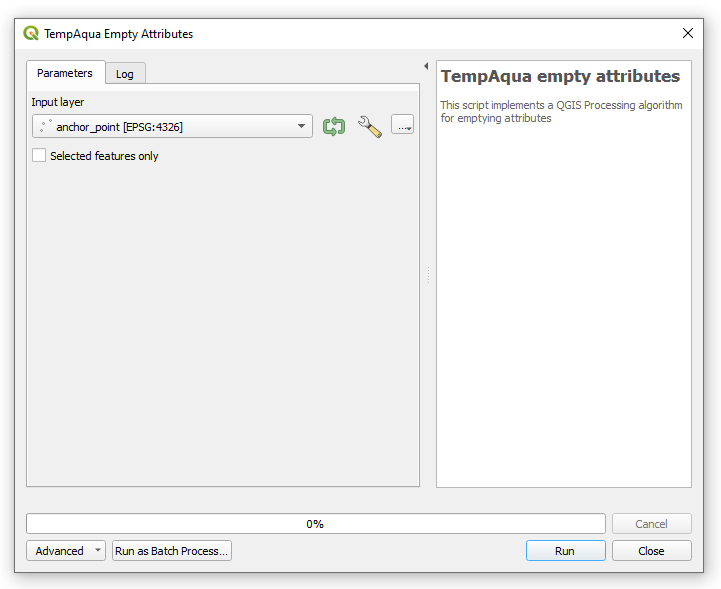 TempAqua Empty Attributes
Parameters
Log
Input layer
anchor_point [EPSG:4326]
...
Selected features only
TempAqua empty attributes
This script implements a QGIS Processing algorithm
for emptying attributes
0%
Cancel
Advanced
Run as Batch Process...
Run
Close